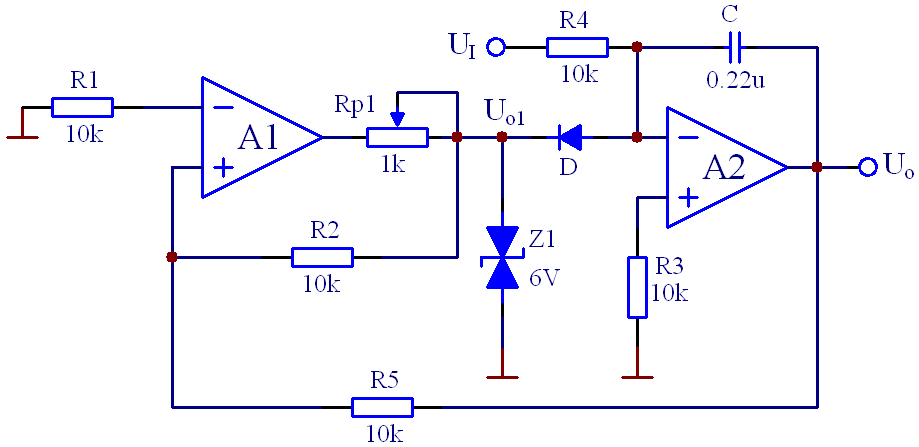 R4
C
U_I
10k
0.22u
R1
Rp1
U_o1
10k
A1
1k
D
A2
U_o
R2
Z1
10k
6V
R3
10k
R5
10k